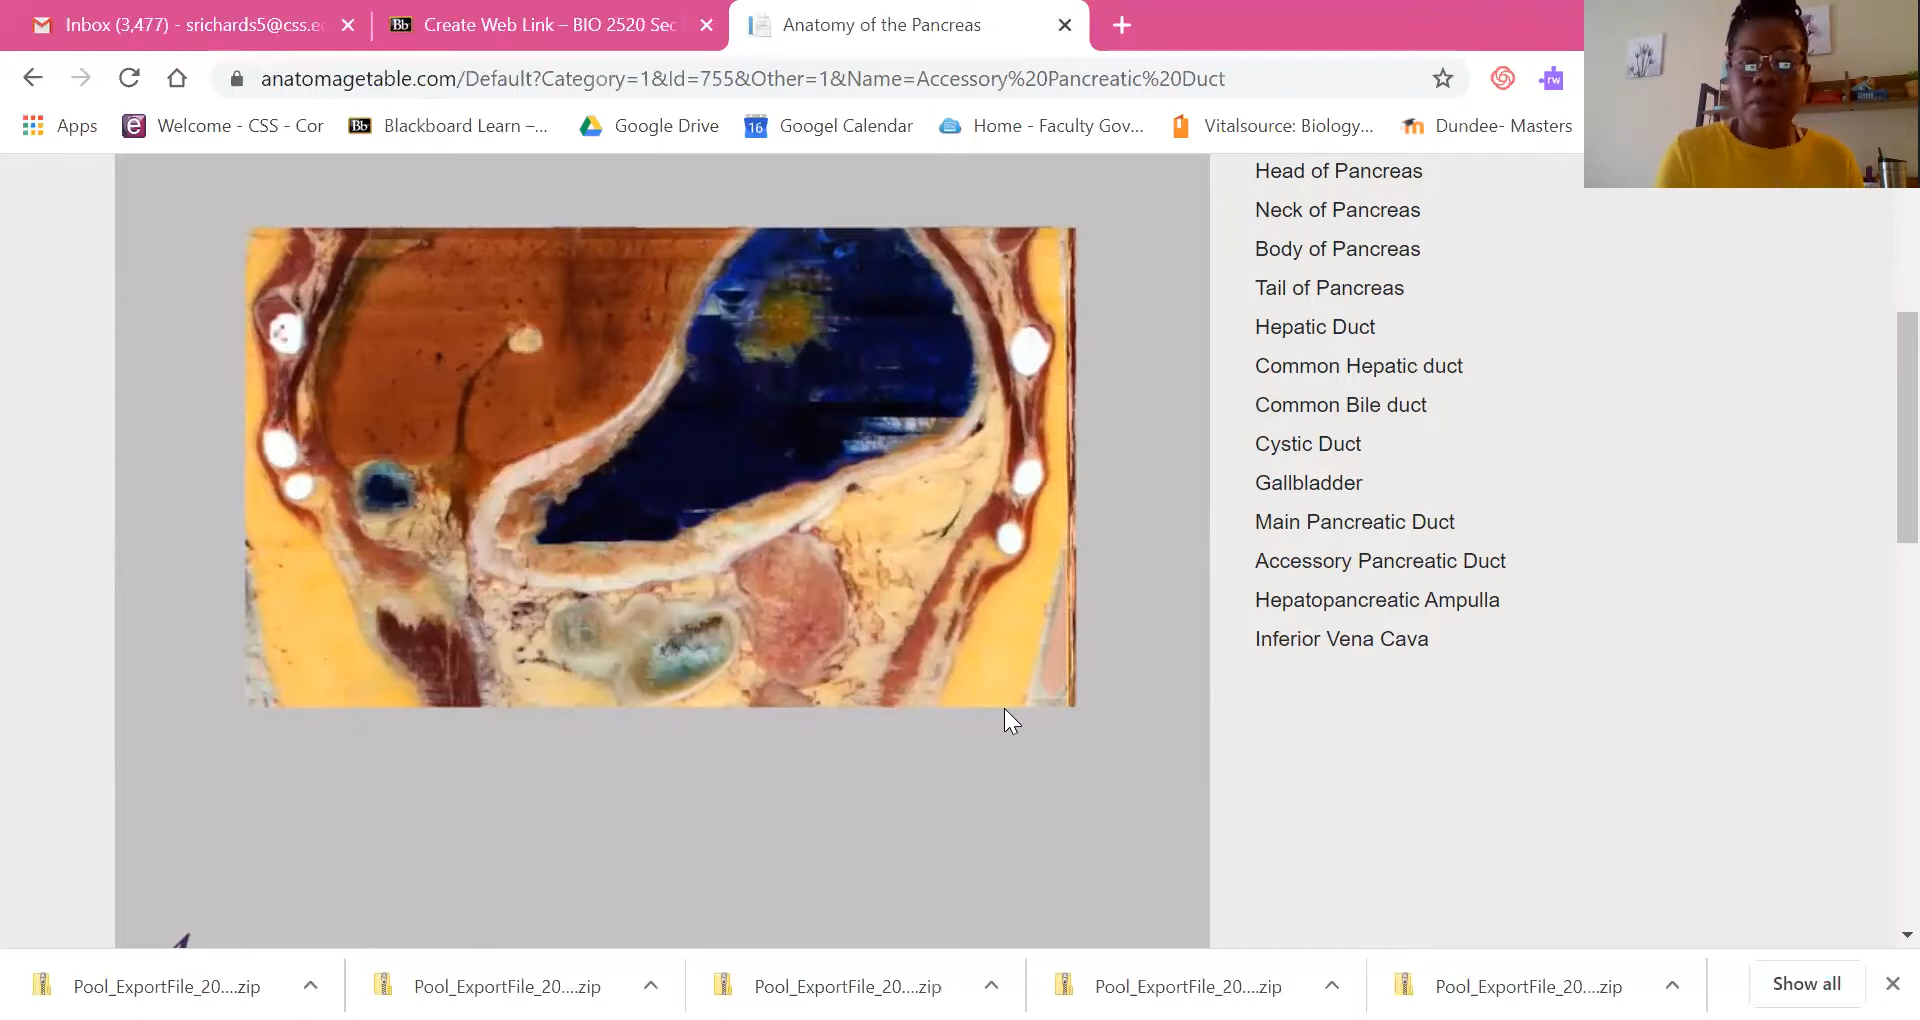 Inbox (3,477) - srichards5@css.e
Bb Create Web Link – BIO 2520 Sec
Anatomy of the Pancreas
anatomagetable.com/Default?Category=1&Id=755&Other=1&Name=Accessory%20Pancreatic%20Duct
rw
Apps
e Welcome - CSS - Cor
Bb Blackboard Learn –...
Google Drive
16 Googel Calendar
Home - Faculty Gov...
Vitalsource: Biology...
Dundee- Masters
Head of Pancreas
Neck of Pancreas
Body of Pancreas
Tail of Pancreas
Hepatic Duct
Common Hepatic duct
Common Bile duct
Cystic Duct
Gallbladder
Main Pancreatic Duct
Accessory Pancreatic Duct
Hepatopancreatic Ampulla
Inferior Vena Cava
Pool_ExportFile_20....zip
Pool_ExportFile_20....zip
Pool_ExportFile_20....zip
Pool_ExportFile_20....zip
Pool_ExportFile_20....zip
Show all